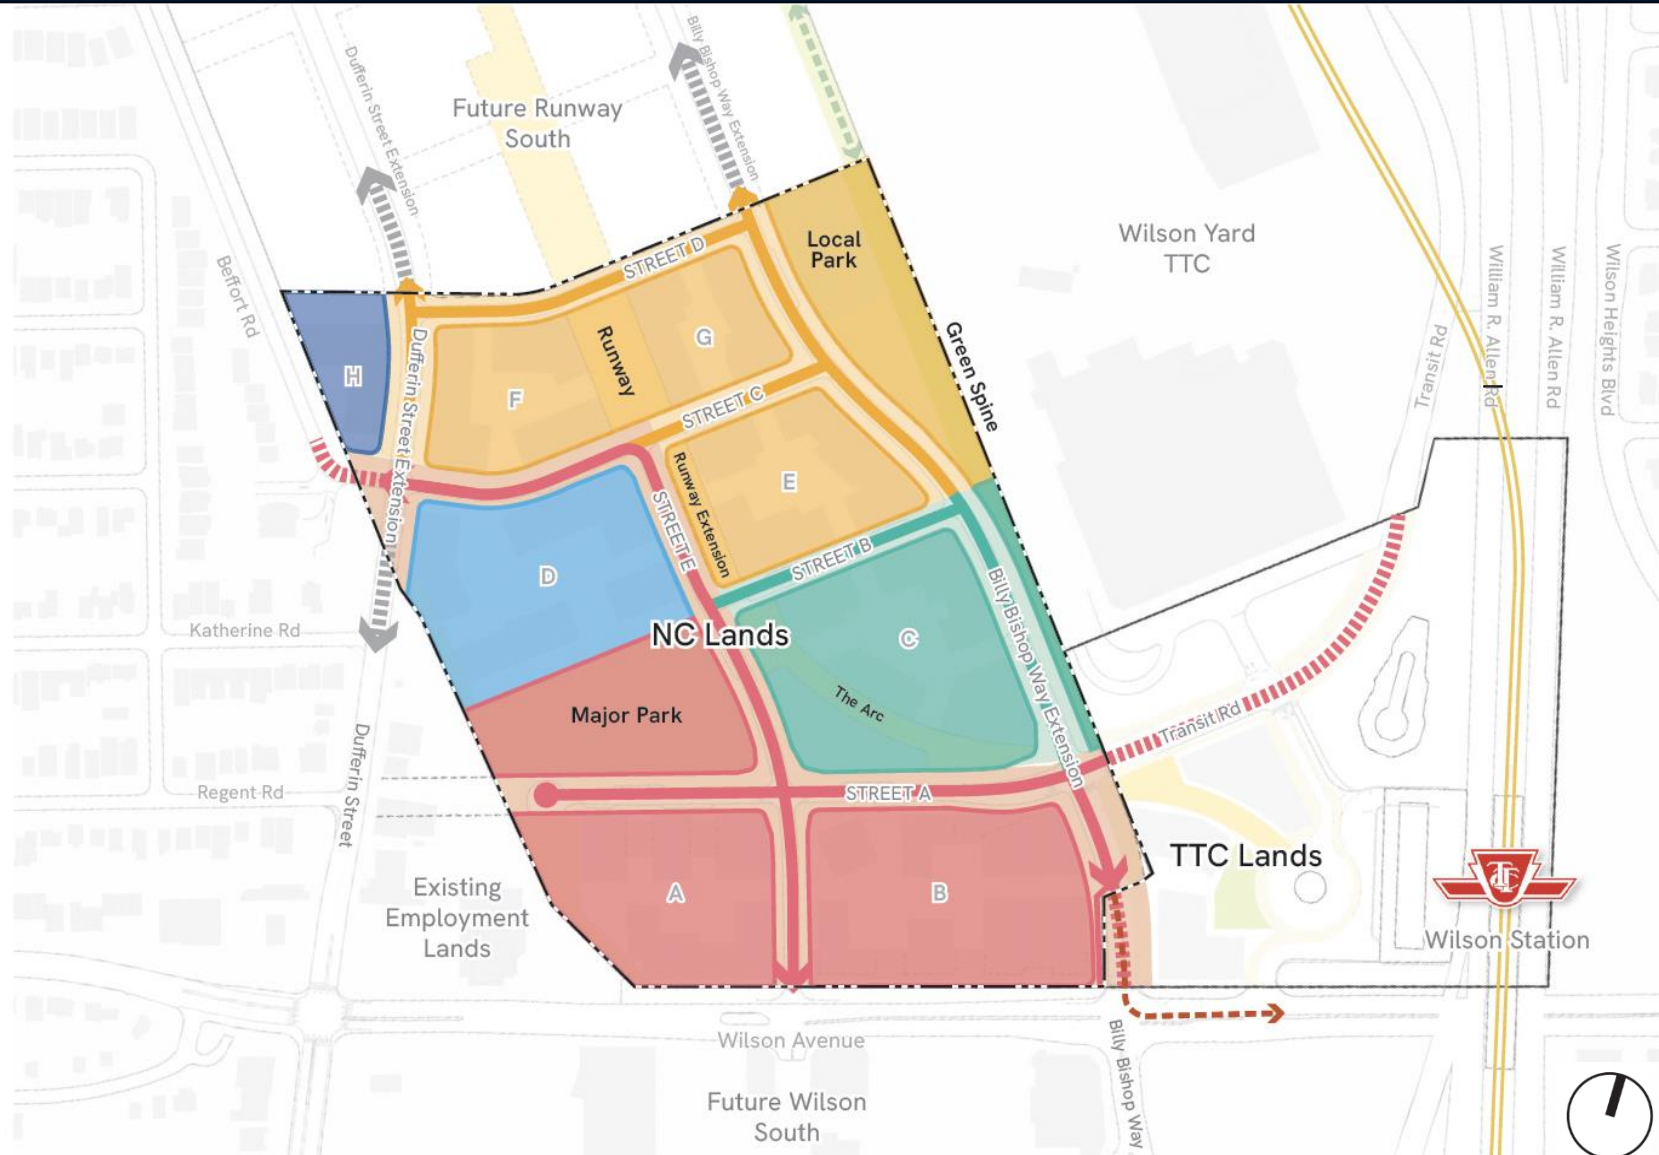 Dufferin Street Extension
Billy Bishop Way Extension
Future Runway
South
Beffort Rd
STREET D
Local
Park
Wilson Yard
TTC
William R. Allen Rd
William R. Allen Rd
Wilson Heights Blvd
Transit Rd
H
Dufferin Street Extension
F
Runway
G
STREET C
Green Spine
Runway Extension
E
STREET E
STREET B
D
Billy Bishop Way Extension
C
Katherine Rd
NC Lands
The Arc
Major Park
Transit Rd
Dufferin Street
Regent Rd
STREET A
TTC Lands
A
B
Existing
Employment
Lands
TTC
Wilson Station
Wilson Avenue
Billy Bishop Way
Future Wilson
South